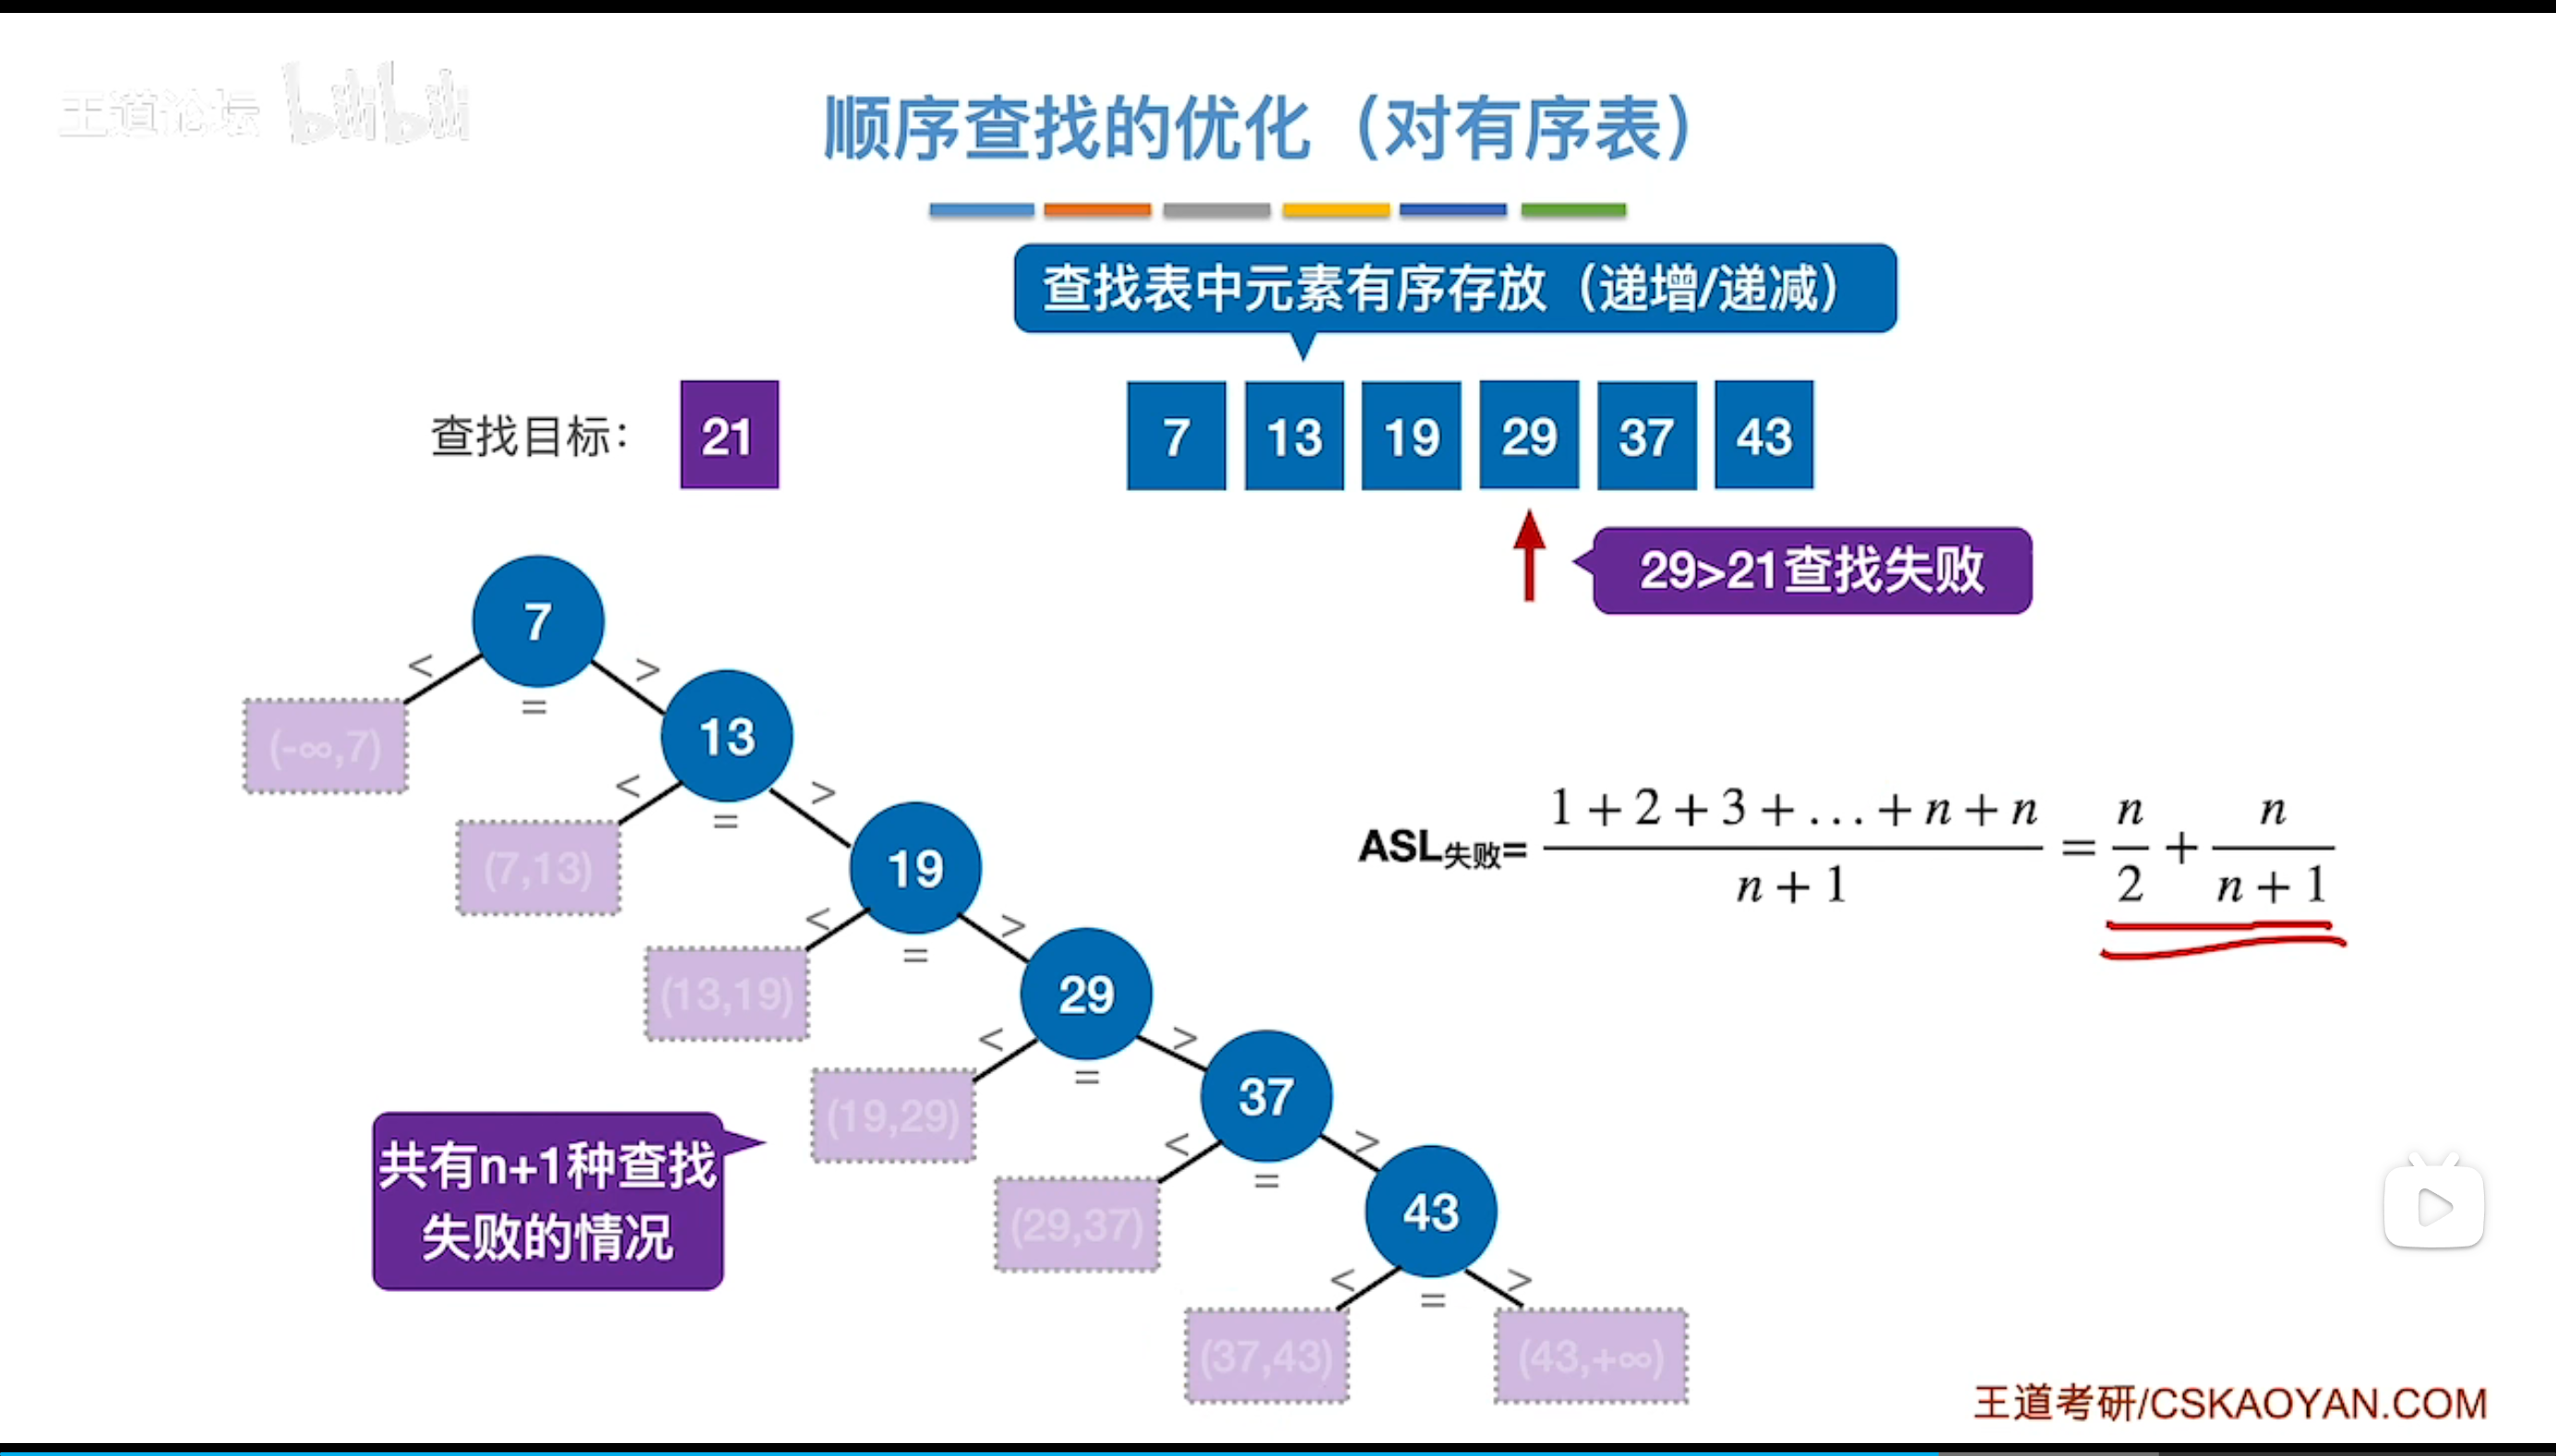 王道论坛 bilibili
顺序查找的优化（对有序表）
查找表中元素有序存放（递增/递减）
查找目标： 21
7 13 19 29 37 43
29>21查找失败
7
< = >
(-∞,7)
13
< = >
(7,13)
19
< = >
(13,19)
29
< = >
(19,29)
37
< = >
(29,37)
43
< = >
(37,43) (43,+∞)
共有n+1种查找
失败的情况
ASL失败= (1 + 2 + 3 + … + n + n)/(n + 1) = n/2 + n/(n + 1)
王道考研/CSKAOYAN.COM